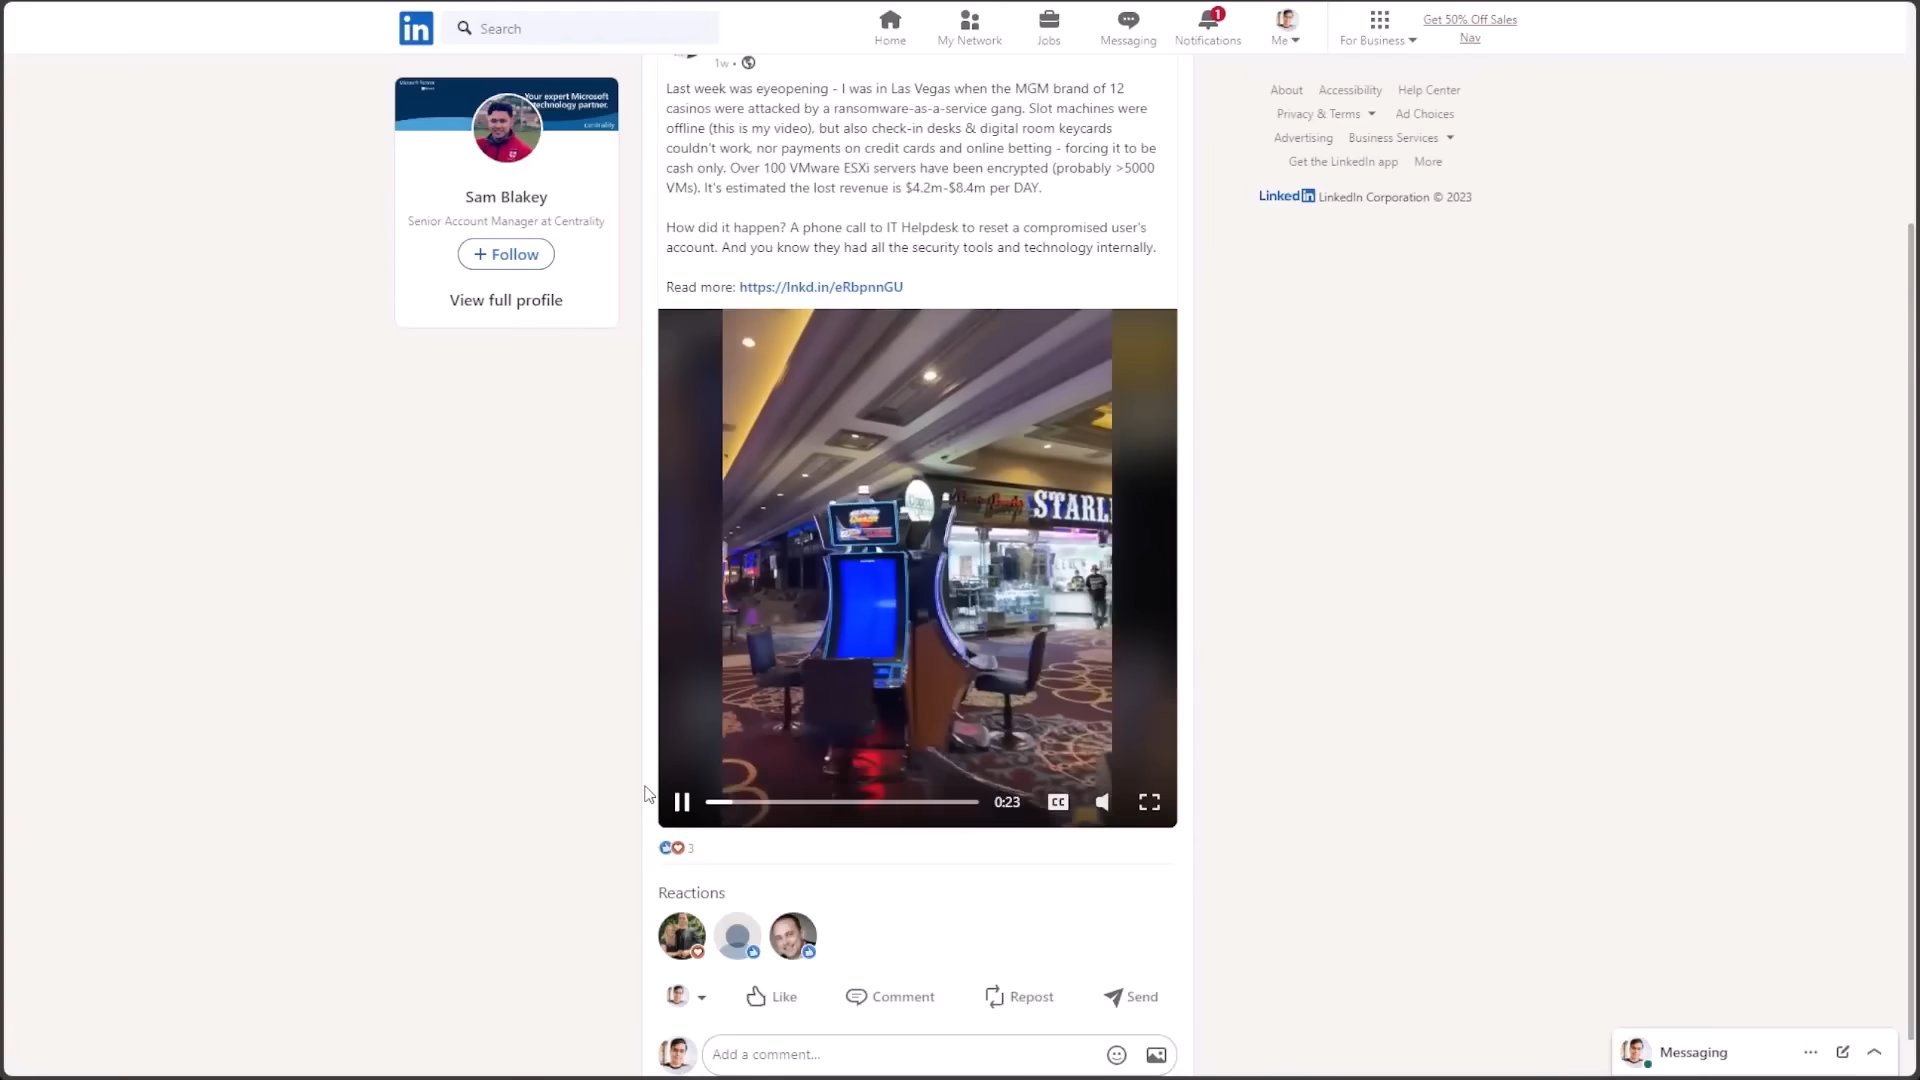 in
Search
Home
My Network
Jobs
Messaging
1
Notifications
Me
For Business
Get 50% Off Sales
Nav
Your expert Microsoft
technology partner.
Centrality
Sam Blakey
Senior Account Manager at Centrality
+ Follow
View full profile
1w •
Last week was eyeopening - I was in Las Vegas when the MGM brand of 12
casinos were attacked by a ransomware-as-a-service gang. Slot machines were
offline (this is my video), but also check-in desks & digital room keycards
couldn't work, nor payments on credit cards and online betting - forcing it to be
cash only. Over 100 VMware ESXi servers have been encrypted (probably >5000
VMs). It's estimated the lost revenue is $4.2m-$8.4m per DAY.
How did it happen? A phone call to IT Helpdesk to reset a compromised user's
account. And you know they had all the security tools and technology internally.
Read more: https://lnkd.in/eRbpnnGU
STARL
0:23
CC
3
Reactions
Like
Comment
Repost
Send
Add a comment...
About Accessibility Help Center
Privacy & Terms Ad Choices
Advertising Business Services
Get the LinkedIn app More
Linked in LinkedIn Corporation © 2023
Messaging